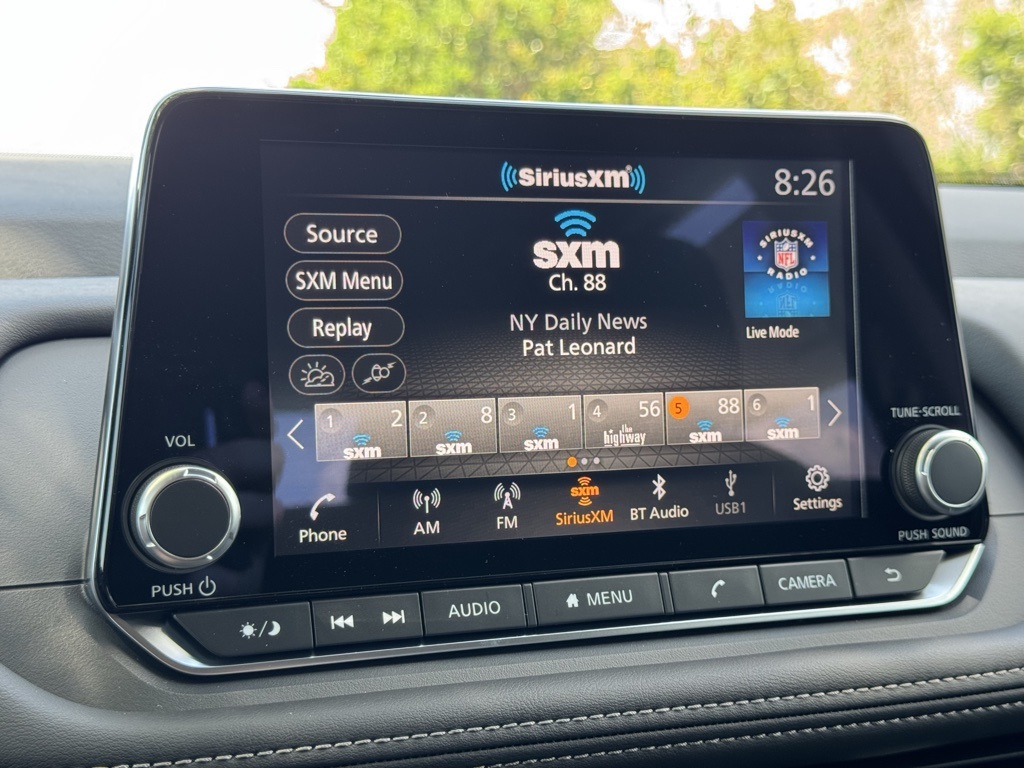 SiriusXM
8:26
Source
sxm
SIRIUSXM
NFL
RADIO
SXM Menu
Ch. 88
Replay
NY Daily News
Pat Leonard
Live Mode
1 2 sxm
2 8 sxm
3 1 sxm
4 56 the highway
5 88 sxm
6 1 sxm
VOL
TUNE-SCROLL
Phone
AM
FM
sxm
SiriusXM
BT Audio
USB1
Settings
PUSH
PUSH SOUND
AUDIO
MENU
CAMERA